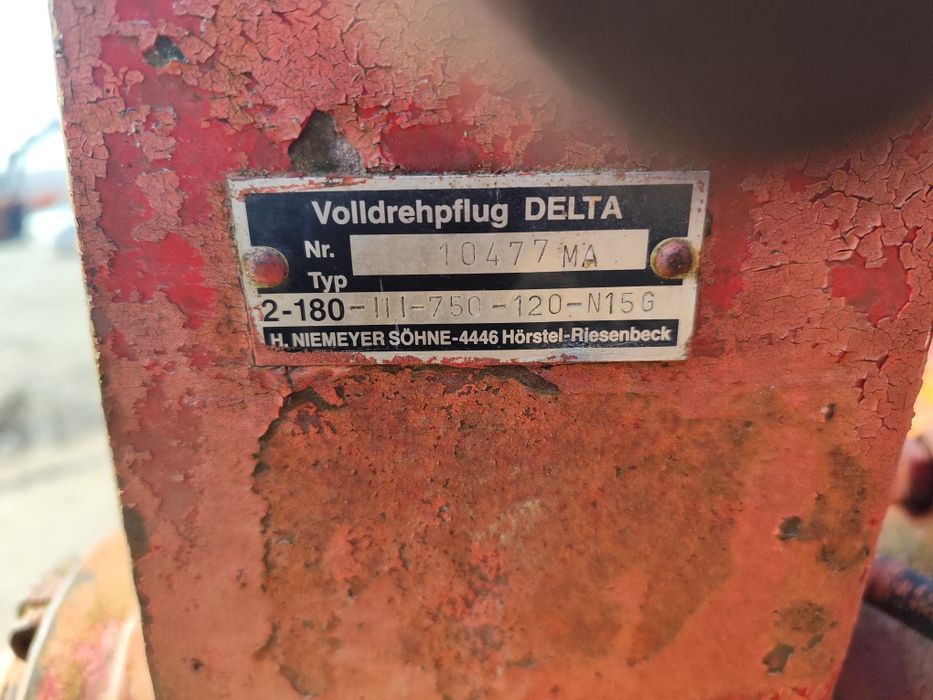 Volldrehpflug DELTA
Nr. 10477 MA
Typ
2-180-III-750-120-N15G
H. NIEMEYER SÖHNE-4446 Hörstel-Riesenbeck